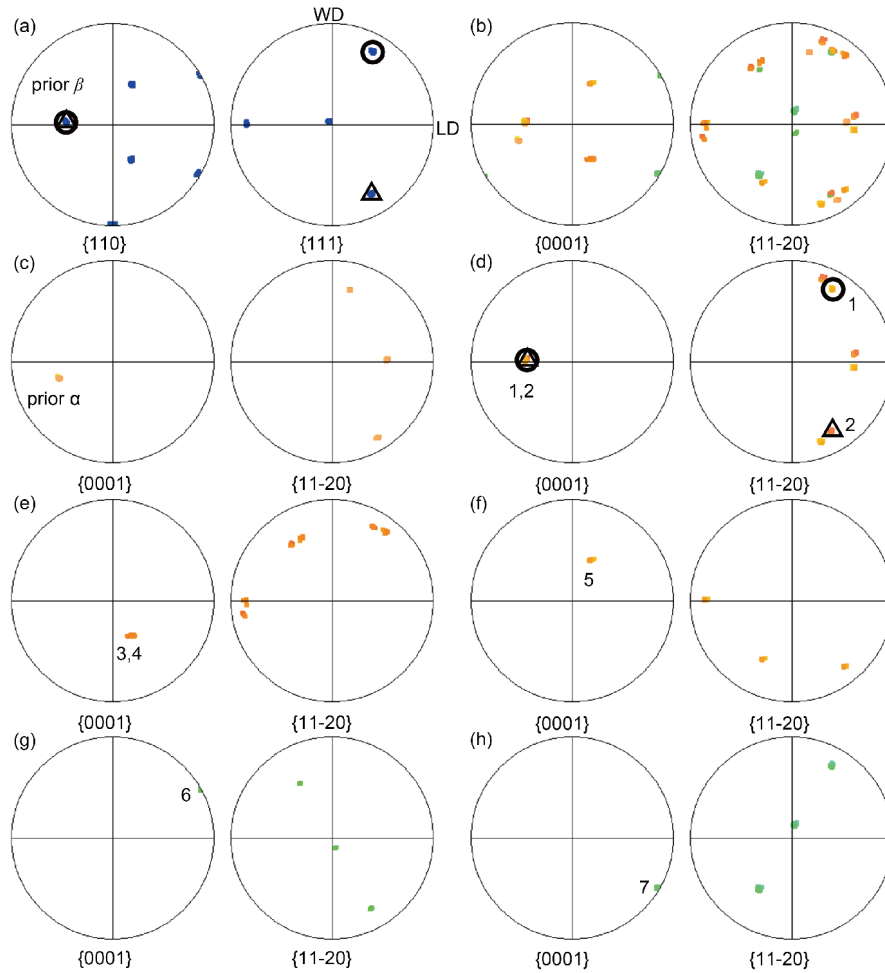 (a) WD (b)
prior β
LD
{110} {111} {0001} {11-20}
(c) (d)
1
prior α 1,2
2
{0001} {11-20} {0001} {11-20}
(e) (f)
5
3,4
{0001} {11-20} {0001} {11-20}
(g) (h)
6
7
{0001} {11-20} {0001} {11-20}